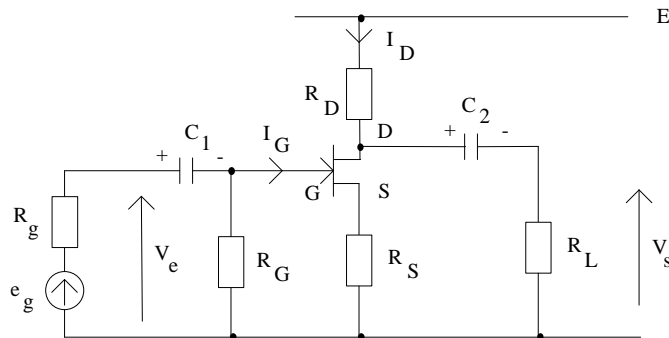 E
I D
R D
C 2
C 1
I G
D
+ -
+ -
G S
R g
V e
R G
R S
R L
V s
e g